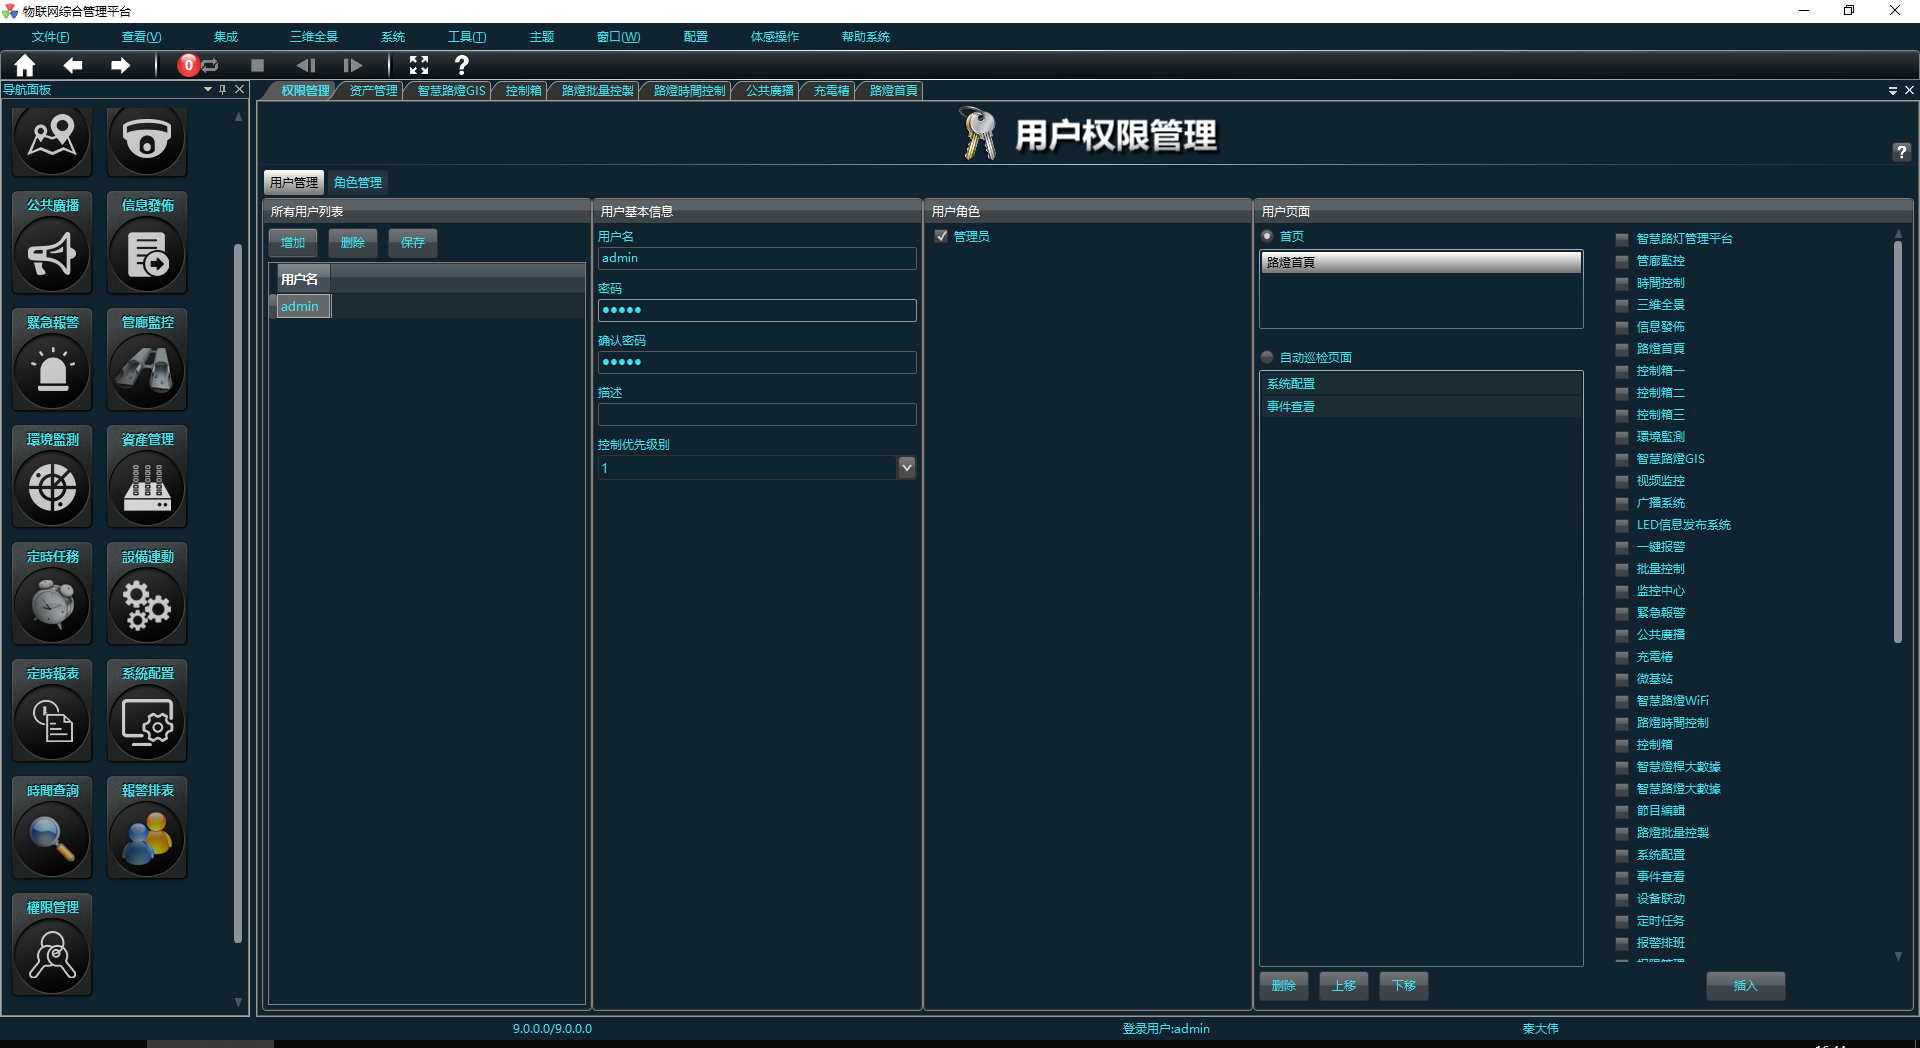 物联网综合管理平台
文件(F) 查看(V) 集成 三维全景 系统 工具(T) 主题 窗口(W) 配置 体感操作 帮助系统
0
导航面板
权限管理 资产管理 智慧路燈GIS 控制箱 路燈批量控製 路燈時間控制 公共廣播 充電樁 路燈首頁
公共廣播 信息發佈
緊急報警 管廊監控
環境監測 資產管理
定時任務 設備連動
定時報表 系統配置
時間查詢 報警排表
權限管理
用户权限管理
?
用户管理 角色管理
所有用户列表
增加 删除 保存
用户名
admin
用户基本信息
用户名
admin
密码
●●●●●
确认密码
●●●●●
描述
控制优先级别
1
用户角色
管理员
用户页面
首页
路燈首頁
自动巡检页面
系统配置
事件查看
删除 上移 下移
智慧路灯管理平台
管廊監控
時間控制
三维全景
信息發佈
路燈首頁
控制箱一
控制箱二
控制箱三
環境監測
智慧路燈GIS
视频监控
广播系统
LED信息发布系统
一键报警
批量控制
监控中心
緊急報警
公共廣播
充電樁
微基站
智慧路燈WiFi
路燈時間控制
控制箱
智慧燈桿大數據
智慧路燈大數據
節目編輯
路燈批量控製
系统配置
事件查看
设备联动
定时任务
报警排班
插入
9.0.0.0/9.0.0.0 登录用户:admin 秦大伟